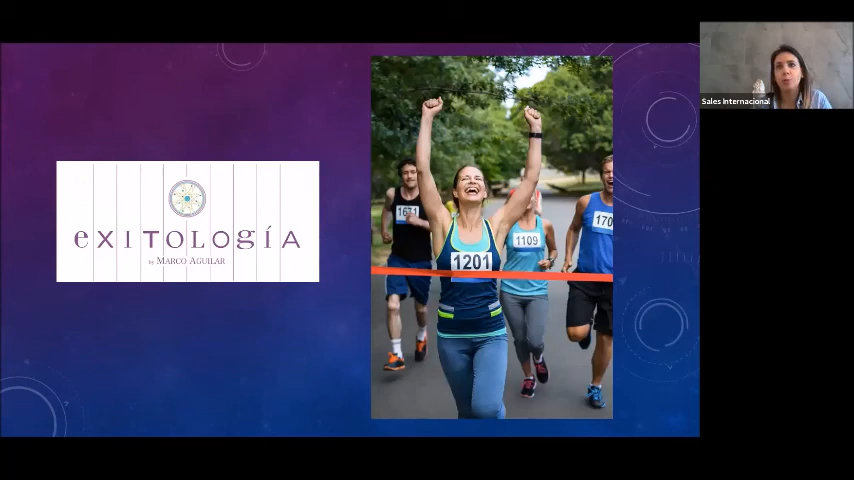 eXITOLOgíA
by MARCO AGUILAR
1671
1201
1109
170
Sales Internacional